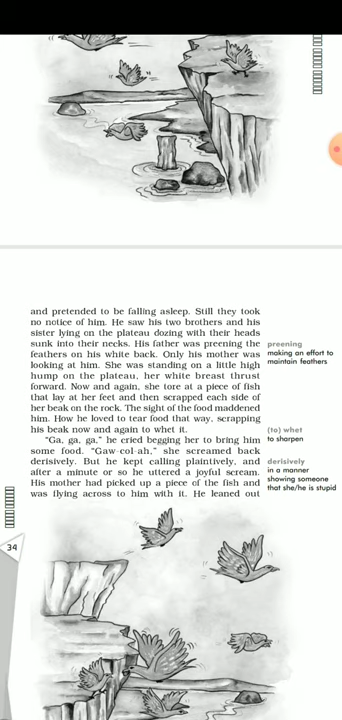 and pretended to be falling asleep. Still they took
no notice of him. He saw his two brothers and his
sister lying on the plateau dozing with their heads
sunk into their necks. His father was preening the
feathers on his white back. Only his mother was
looking at him. She was standing on a little high
hump on the plateau, her white breast thrust
forward. Now and again, she tore at a piece of fish
that lay at her feet and then scrapped each side of
her beak on the rock. The sight of the food maddened
him. How he loved to tear food that way, scrapping
his beak now and again to whet it.
"Ga, ga, ga," he cried begging her to bring him
some food. "Gaw-col-ah," she screamed back
derisively. But he kept calling plaintively, and
after a minute or so he uttered a joyful scream.
His mother had picked up a piece of the fish and
was flying across to him with it. He leaned out
preening
making an effort to
maintain feathers
(to) whet
to sharpen
derisively
in a manner
showing someone
that she/he is stupid
34